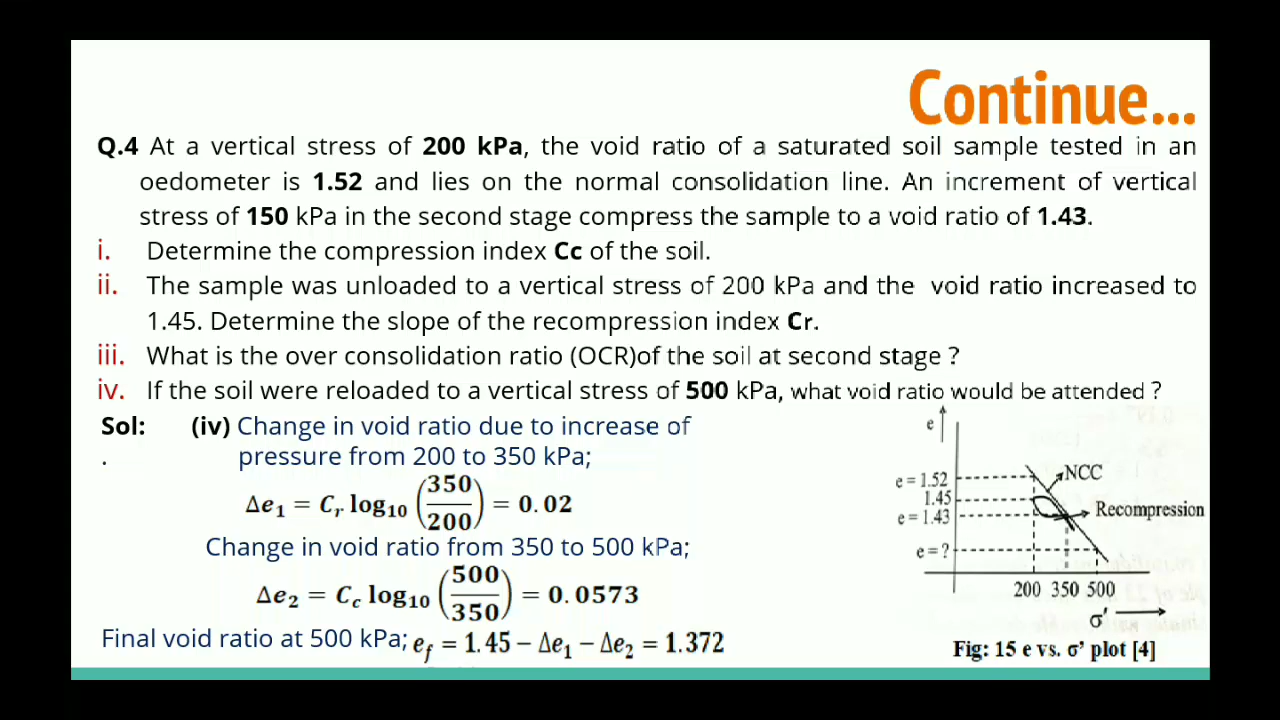 Continue...
Q.4 At a vertical stress of 200 kPa, the void ratio of a saturated soil sample tested in an
oedometer is 1.52 and lies on the normal consolidation line. An increment of vertical
stress of 150 kPa in the second stage compress the sample to a void ratio of 1.43.
i. Determine the compression index Cc of the soil.
ii. The sample was unloaded to a vertical stress of 200 kPa and the void ratio increased to
1.45. Determine the slope of the recompression index Cr.
iii. What is the over consolidation ratio (OCR)of the soil at second stage ?
iv. If the soil were reloaded to a vertical stress of 500 kPa, what void ratio would be attended ?
Sol: (iv) Change in void ratio due to increase of
. pressure from 200 to 350 kPa;
Δe₁ = Cᵣ log₁₀ (350/200) = 0.02
Change in void ratio from 350 to 500 kPa;
Δe₂ = C꜀ log₁₀ (500/350) = 0.0573
Final void ratio at 500 kPa; e_f = 1.45 − Δe₁ − Δe₂ = 1.372
e
e = 1.52
NCC
1.45
e = 1.43
Recompression
e = ?
200 350 500
σ'
Fig: 15 e vs. σ' plot [4]